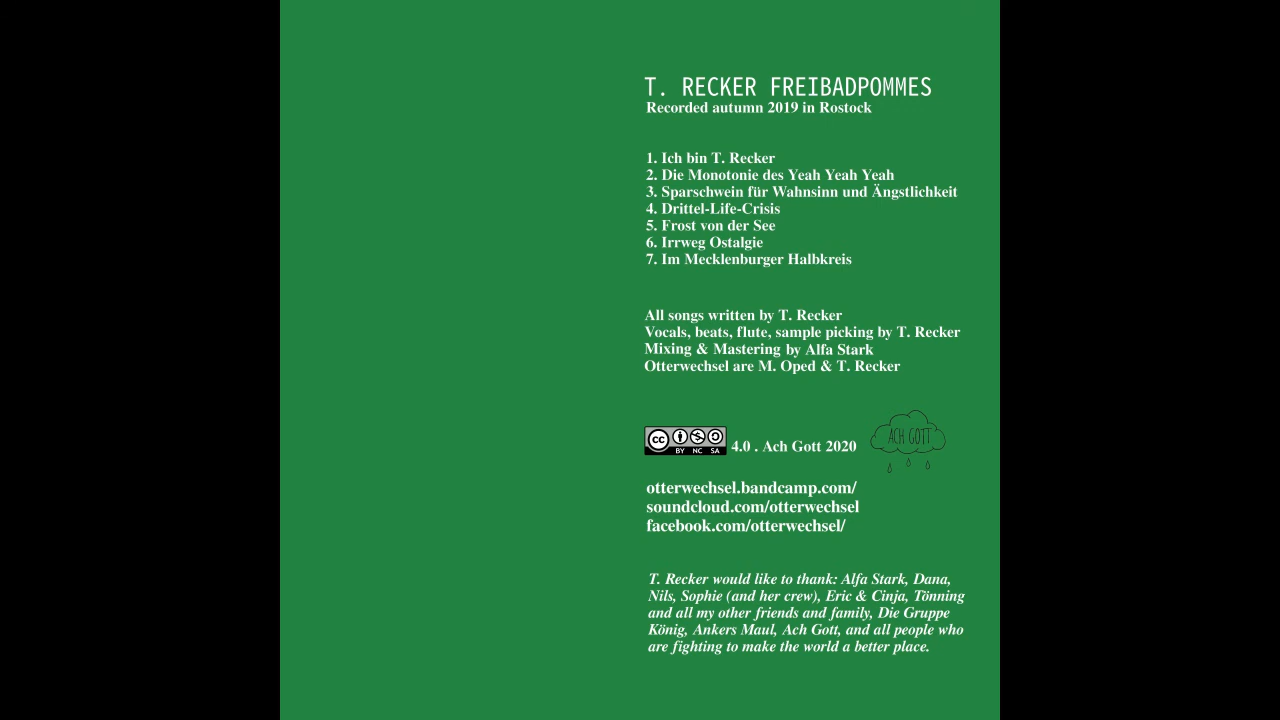 T. RECKER FREIBADPOMMES
Recorded autumn 2019 in Rostock
1. Ich bin T. Recker
2. Die Monotonie des Yeah Yeah Yeah
3. Sparschwein für Wahnsinn und Ängstlichkeit
4. Drittel-Life-Crisis
5. Frost von der See
6. Irrweg Ostalgie
7. Im Mecklenburger Halbkreis
All songs written by T. Recker
Vocals, beats, flute, sample picking by T. Recker
Mixing & Mastering by Alfa Stark
Otterwechsel are M. Oped & T. Recker
cc BY NC SA 4.0 . Ach Gott 2020
ACH GOTT
otterwechsel.bandcamp.com/
soundcloud.com/otterwechsel
facebook.com/otterwechsel/
T. Recker would like to thank: Alfa Stark, Dana,
Nils, Sophie (and her crew), Eric & Cinja, Tönning
and all my other friends and family, Die Gruppe
König, Ankers Maul, Ach Gott, and all people who
are fighting to make the world a better place.